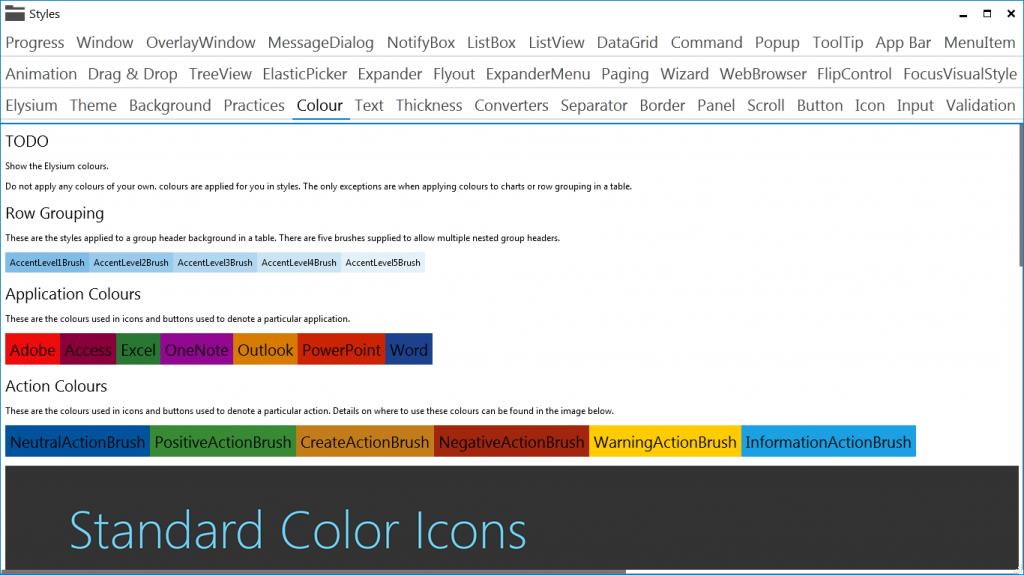 Styles
Progress Window OverlayWindow MessageDialog NotifyBox ListBox ListView DataGrid Command Popup ToolTip App Bar MenuItem
Animation Drag & Drop TreeView ElasticPicker Expander Flyout ExpanderMenu Paging Wizard WebBrowser FlipControl FocusVisualStyle
Elysium Theme Background Practices Colour Text Thickness Converters Separator Border Panel Scroll Button Icon Input Validation
TODO
Show the Elysium colours.
Do not apply any colours of your own. colours are applied for you in styles. The only exceptions are when applying colours to charts or row grouping in a table.
Row Grouping
These are the styles applied to a group header background in a table. There are five brushes supplied to allow multiple nested group headers.
AccentLevel1Brush AccentLevel2Brush AccentLevel3Brush AccentLevel4Brush AccentLevel5Brush
Application Colours
These are the colours used in icons and buttons used to denote a particular application.
Adobe Access Excel OneNote Outlook PowerPoint Word
Action Colours
These are the colours used in icons and buttons used to denote a particular action. Details on where to use these colours can be found in the image below.
NeutralActionBrush PositiveActionBrush CreateActionBrush NegativeActionBrush WarningActionBrush InformationActionBrush
Standard Color Icons